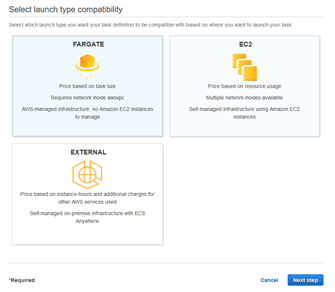 Select launch type compatibility
Select which launch type you want your task definition to be compatible with based on where you want to launch your task.
FARGATE
Price based on task size
Requires network mode awsvpc
AWS-managed infrastructure, no Amazon EC2 instances
to manage
EC2
Price based on resource usage
Multiple network modes available
Self-managed infrastructure using Amazon EC2
instances
EXTERNAL
Price based on instance-hours and additional charges for
other AWS services used
Self-managed on-premise infrastructure with ECS
Anywhere
*Required
Cancel
Next step